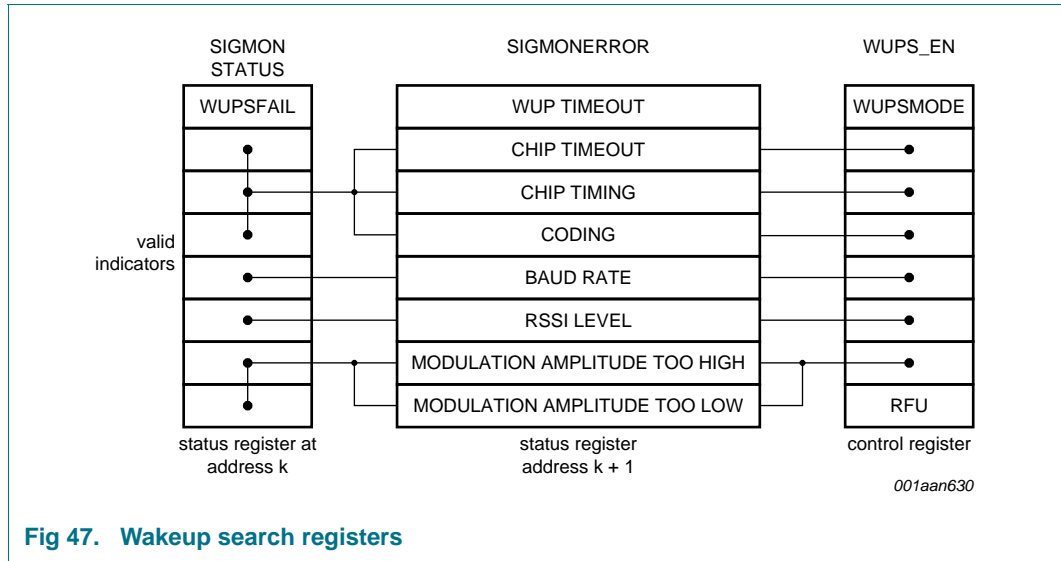 SIGMON
STATUS
SIGMONERROR
WUPS_EN
WUPSFAIL
WUP TIMEOUT
WUPSMODE
CHIP TIMEOUT
CHIP TIMING
CODING
valid
indicators
BAUD RATE
RSSI LEVEL
MODULATION AMPLITUDE TOO HIGH
MODULATION AMPLITUDE TOO LOW
RFU
status register at
address k
status register
address k + 1
control register
001aan630
Fig 47. Wakeup search registers